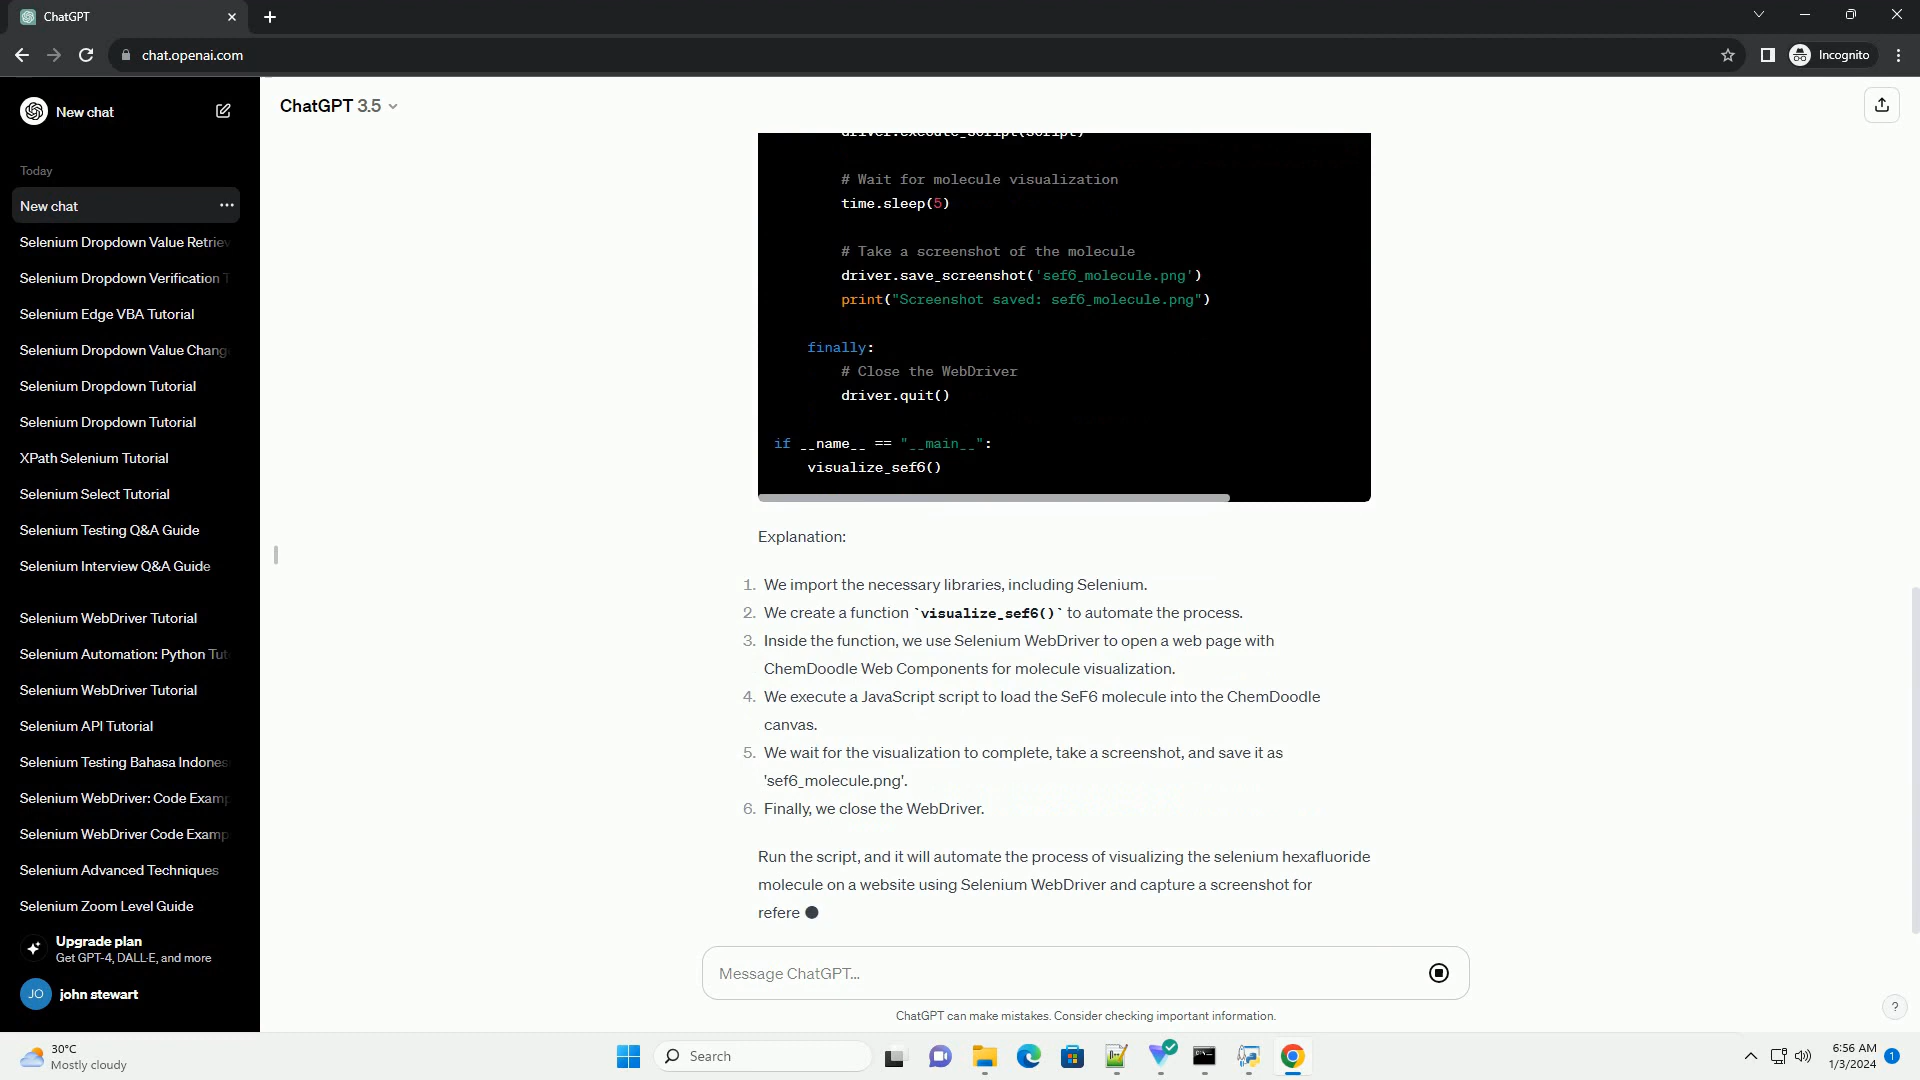 ChatGPT
chat.openai.com
Incognito
New chat
ChatGPT 3.5
Today
New chat
Selenium Dropdown Value Retriev
Selenium Dropdown Verification T
Selenium Edge VBA Tutorial
Selenium Dropdown Value Chang
Selenium Dropdown Tutorial
Selenium Dropdown Tutorial
XPath Selenium Tutorial
Selenium Select Tutorial
Selenium Testing Q&A Guide
Selenium Interview Q&A Guide
Selenium WebDriver Tutorial
Selenium Automation: Python Tut
Selenium WebDriver Tutorial
Selenium API Tutorial
Selenium Testing Bahasa Indones
Selenium WebDriver: Code Examp
Selenium WebDriver Code Examp
Selenium Advanced Techniques
Selenium Zoom Level Guide
Upgrade plan
Get GPT-4, DALL·E, and more
JO john stewart
driver.execute_script(script)
# Wait for molecule visualization
time.sleep(5)
# Take a screenshot of the molecule
driver.save_screenshot('sef6_molecule.png')
print("Screenshot saved: sef6_molecule.png")
finally:
# Close the WebDriver
driver.quit()
if __name__ == "__main__":
visualize_sef6()
Explanation:
1. We import the necessary libraries, including Selenium.
2. We create a function `visualize_sef6()` to automate the process.
3. Inside the function, we use Selenium WebDriver to open a web page with
ChemDoodle Web Components for molecule visualization.
4. We execute a JavaScript script to load the SeF6 molecule into the ChemDoodle
canvas.
5. We wait for the visualization to complete, take a screenshot, and save it as
'sef6_molecule.png'.
6. Finally, we close the WebDriver.
Run the script, and it will automate the process of visualizing the selenium hexafluoride
molecule on a website using Selenium WebDriver and capture a screenshot for
refere
Message ChatGPT...
ChatGPT can make mistakes. Consider checking important information.
?
30°C
Mostly cloudy
Search
6:56 AM
1/3/2024
1